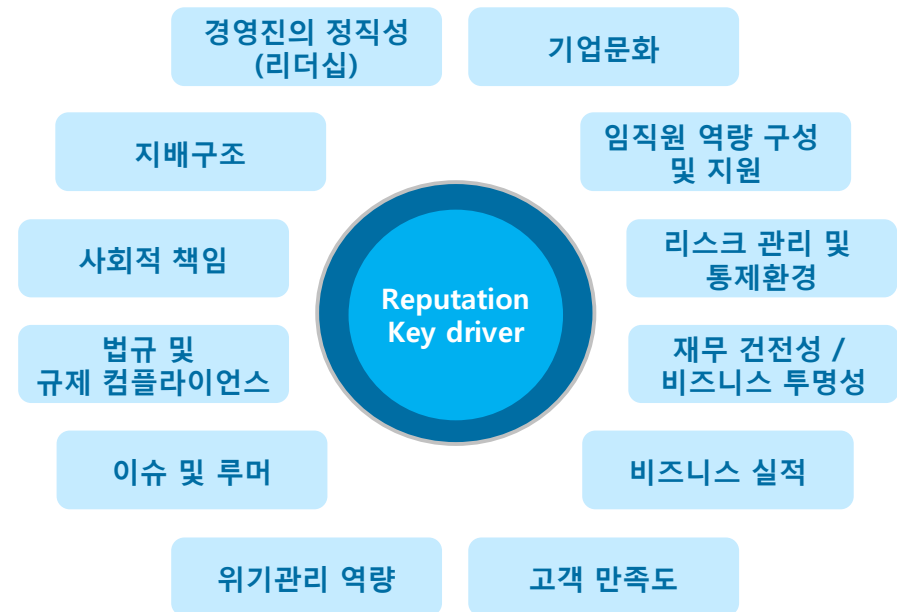 경영진의 정직성
(리더십)
기업문화
지배구조
임직원 역량 구성
및 지원
사회적 책임
리스크 관리 및
통제환경
Reputation
Key driver
법규 및
규제 컴플라이언스
재무 건전성 /
비즈니스 투명성
이슈 및 루머
비즈니스 실적
위기관리 역량
고객 만족도